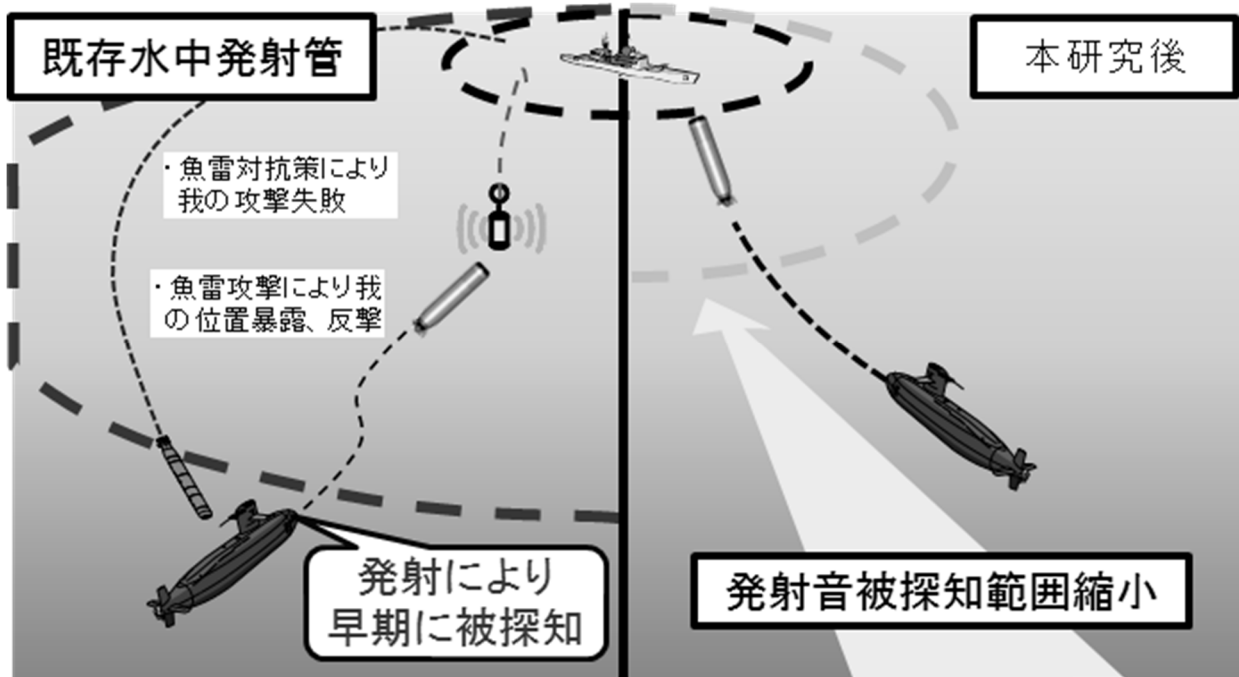 既存水中発射管
・魚雷対抗策により
我の攻撃失敗
・魚雷攻撃により我
の位置暴露、反撃
発射により
早期に被探知
本研究後
発射音被探知範囲縮小